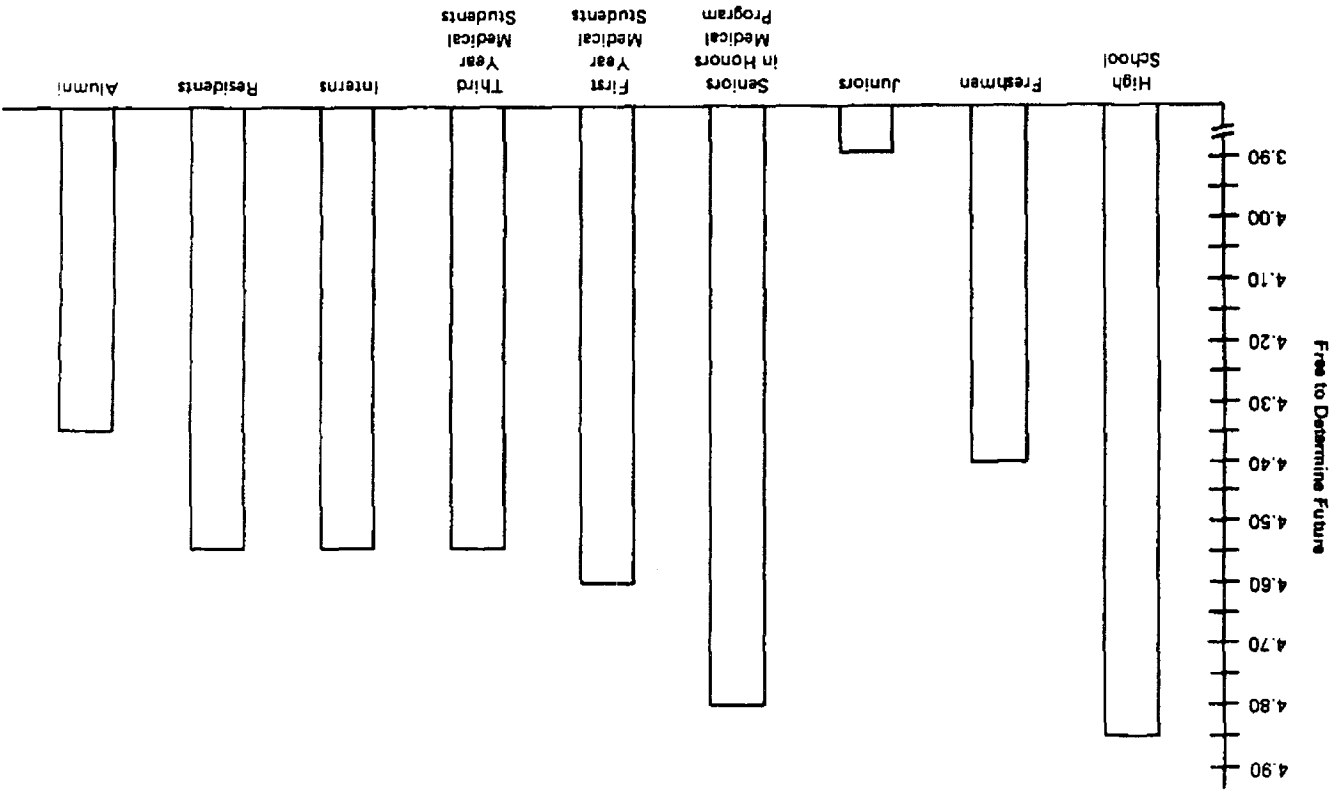 Free to Determine Future
4.90
4.80
4.70
4.60
4.50
4.40
4.30
4.20
4.10
4.00
3.90
High
School
Freshmen
Juniors
Seniors
in Honors
Medical
Program
First
Year
Medical
Students
Third
Year
Medical
Students
Interns
Residents
Alumni